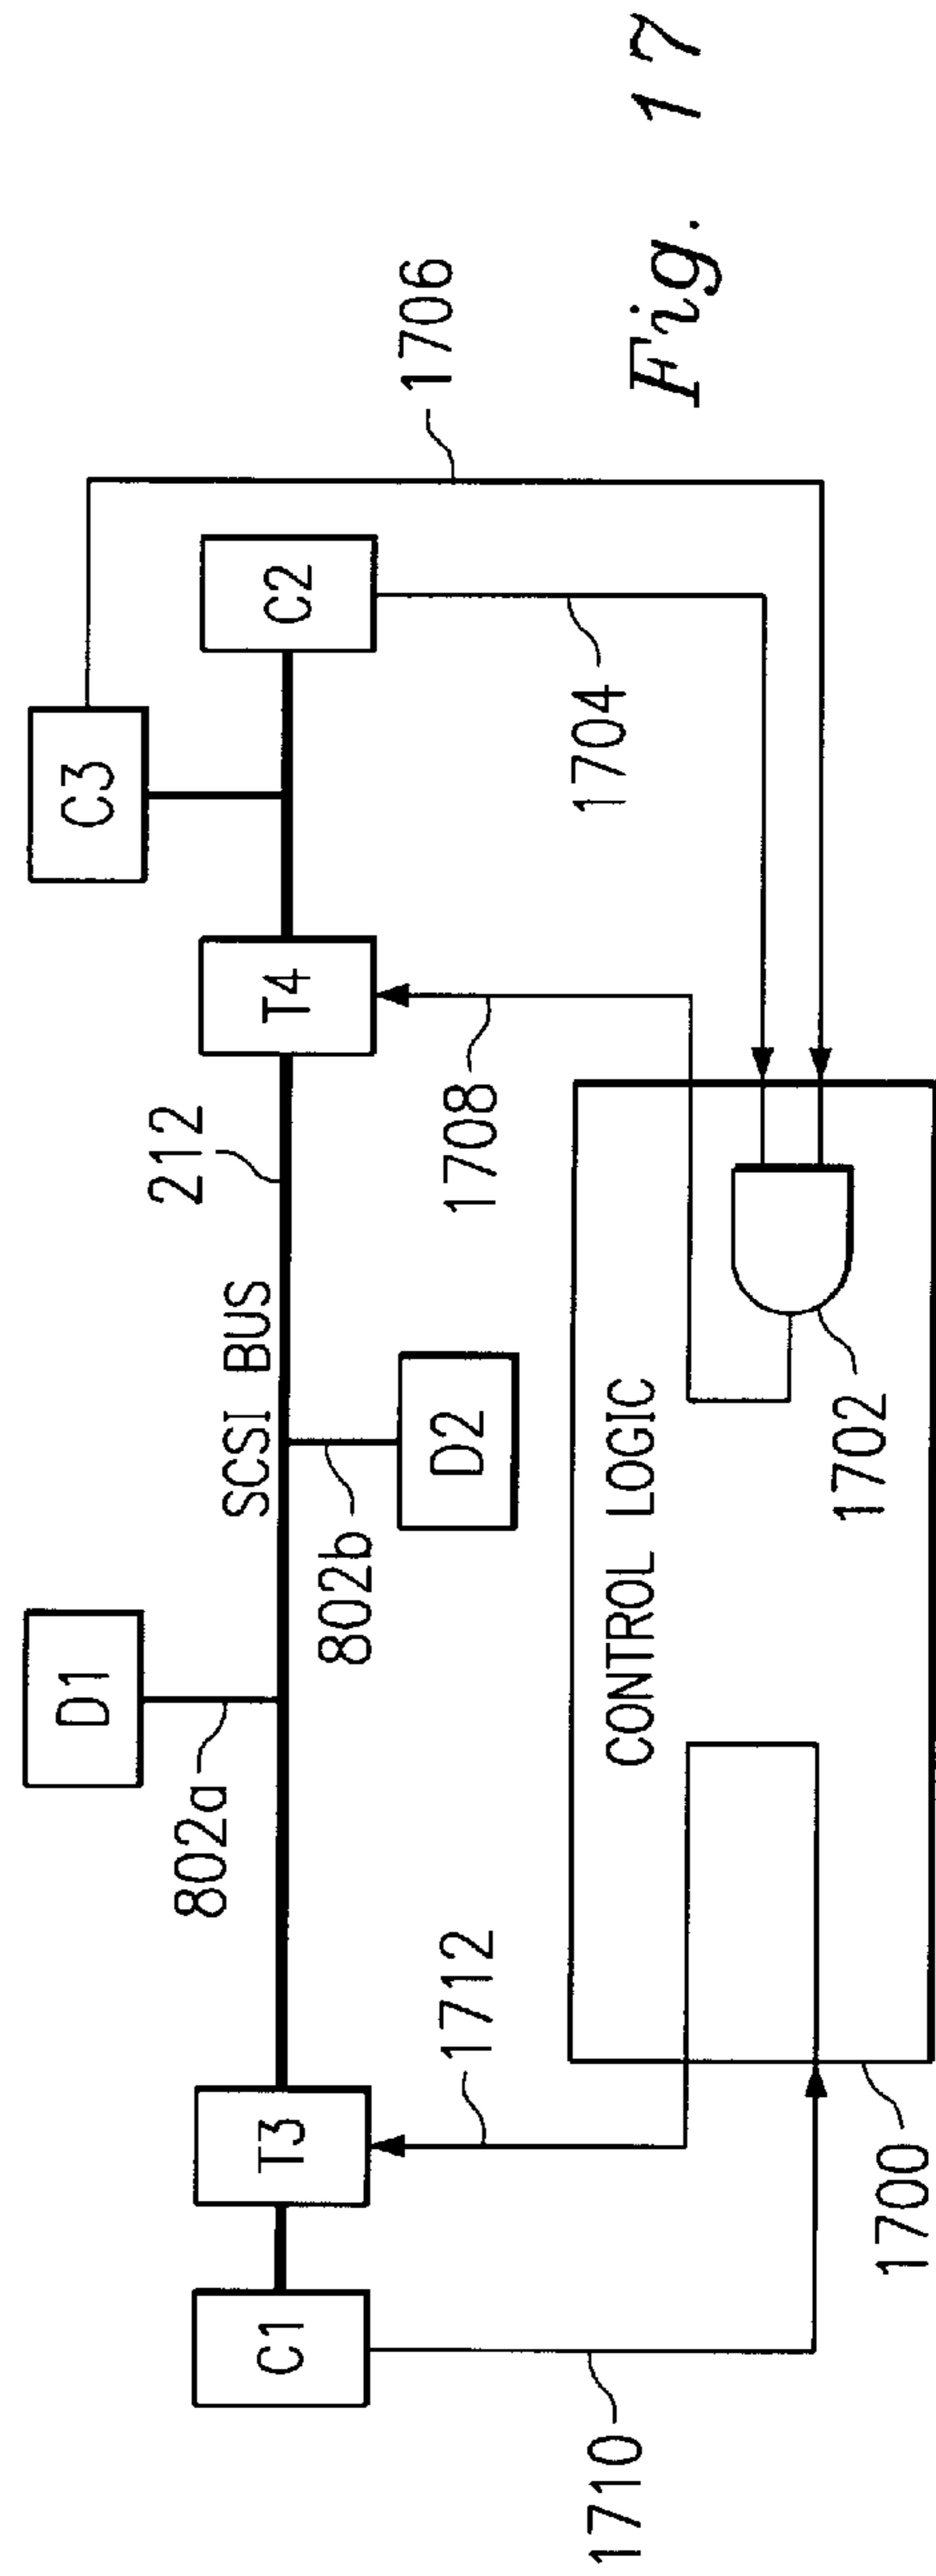 D1
C3
1706
802a
SCSI BUS
212
C1
T3
T4
C2
802b
D2
1710
1712
1708
1704
CONTROL LOGIC
1700
1702
Fig. 17